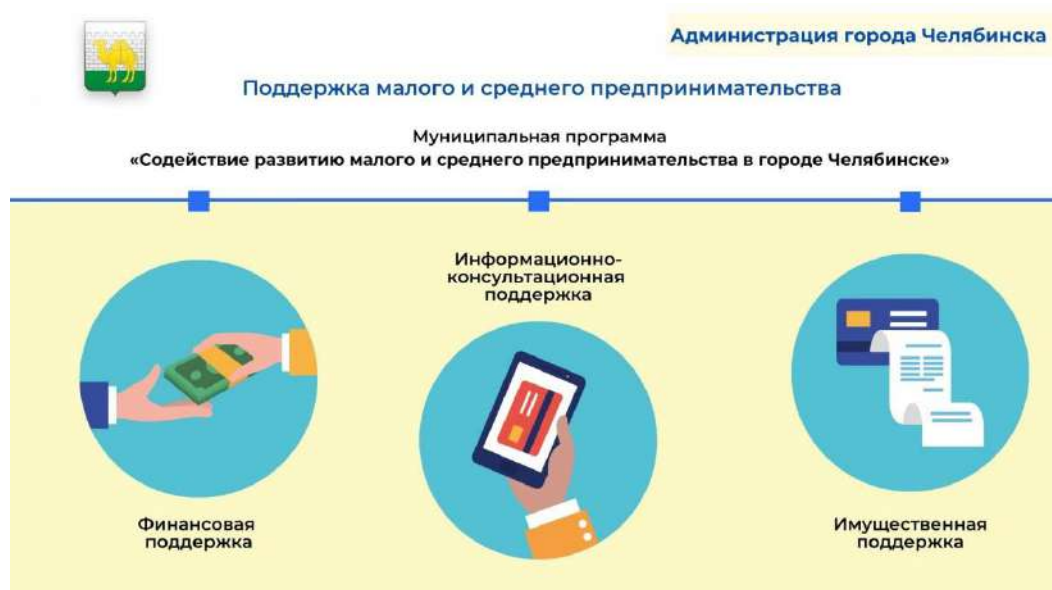 Администрация города Челябинска
Поддержка малого и среднего предпринимательства
Муниципальная программа
«Содействие развитию малого и среднего предпринимательства в городе Челябинске»
Информационно-
консультационная
поддержка
Финансовая
поддержка
Имущественная
поддержка